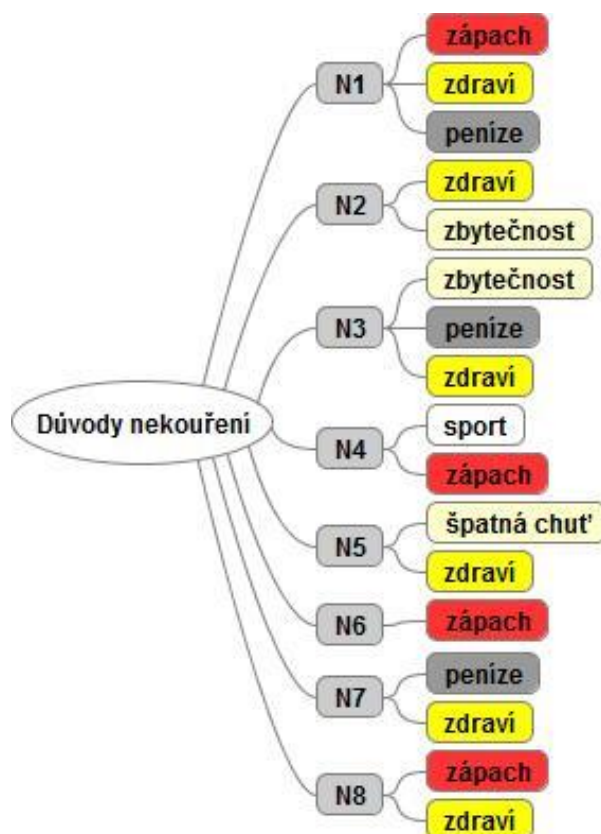 Důvody nekouření
N1
zápach
zdraví
peníze
N2
zdraví
zbytečnost
N3
zbytečnost
peníze
zdraví
N4
sport
zápach
N5
špatná chuť
zdraví
N6
zápach
N7
peníze
zdraví
N8
zápach
zdraví